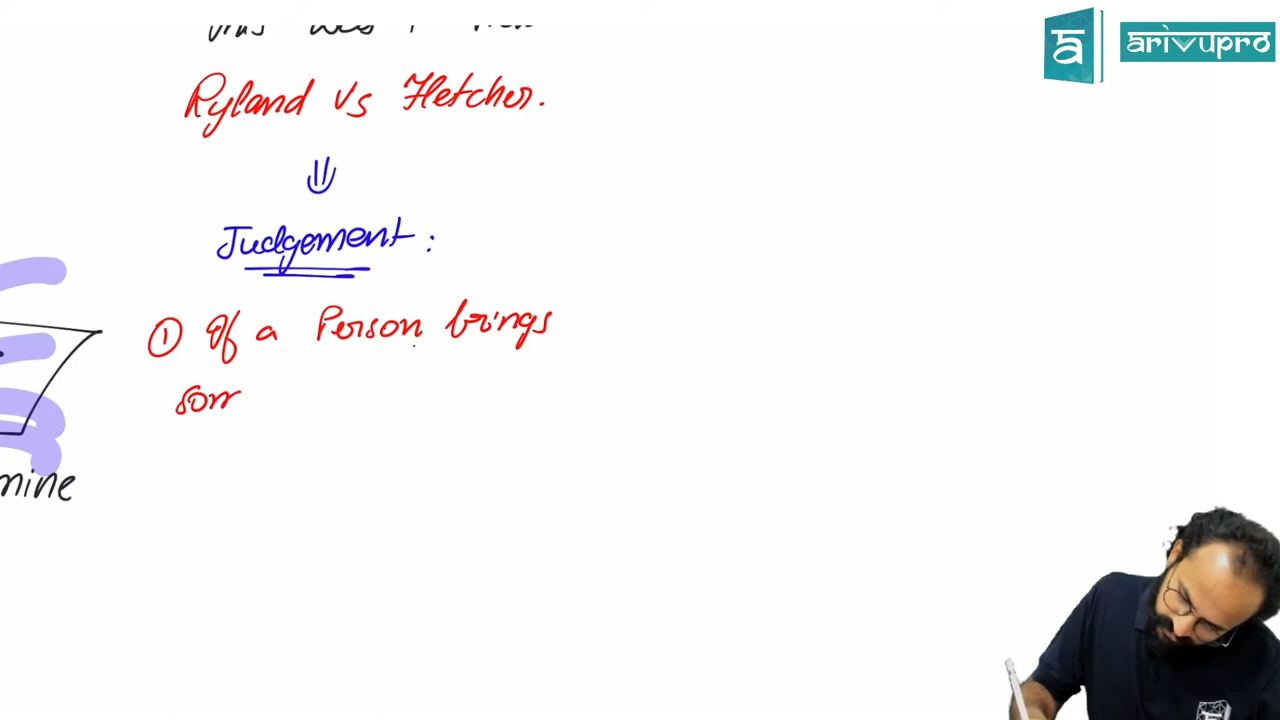 arivupro
Ryland Vs Fletcher.
Judgement :
① If a Person brings
som
mine